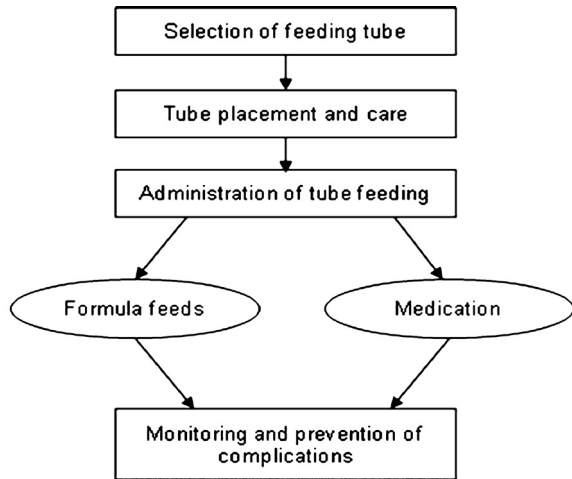 Selection of feeding tube
Tube placement and care
Administration of tube feeding
Formula feeds
Medication
Monitoring and prevention of
complications